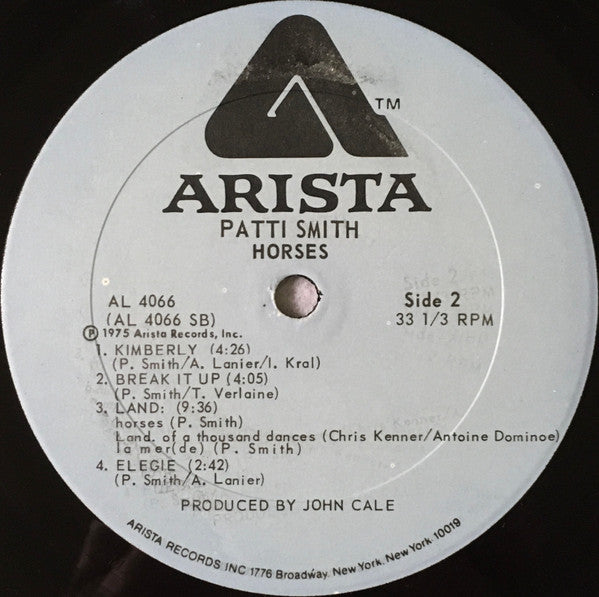 TM
ARISTA
PATTI SMITH
HORSES
AL 4066
(AL 4066 SB)
Ⓟ 1975 Arista Records, Inc.
Side 2
33 1/3 RPM
1. KIMBERLY (4:26)
(P. Smith/A. Lanier/I. Kral)
2. BREAK IT UP (4:05)
(P. Smith/T. Verlaine)
3. LAND: (9:36)
horses (P. Smith)
Land of a thousand dances (Chris Kenner/Antoine Dominoe)
la mer(de) (P. Smith)
4. ELEGIE (2:42)
(P. Smith/A. Lanier)
PRODUCED BY JOHN CALE
ARISTA RECORDS INC 1776 Broadway, New York, New York 10019